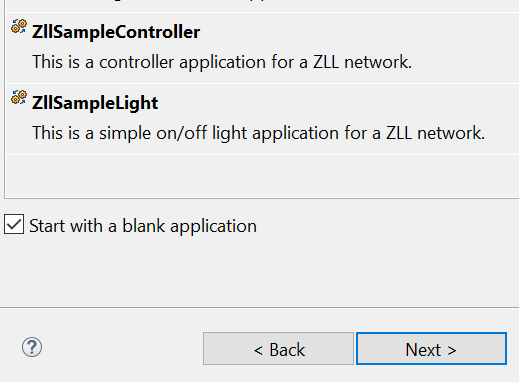 ZllSampleController
This is a controller application for a ZLL network.
ZllSampleLight
This is a simple on/off light application for a ZLL network.
Start with a blank application
?
< Back
Next >